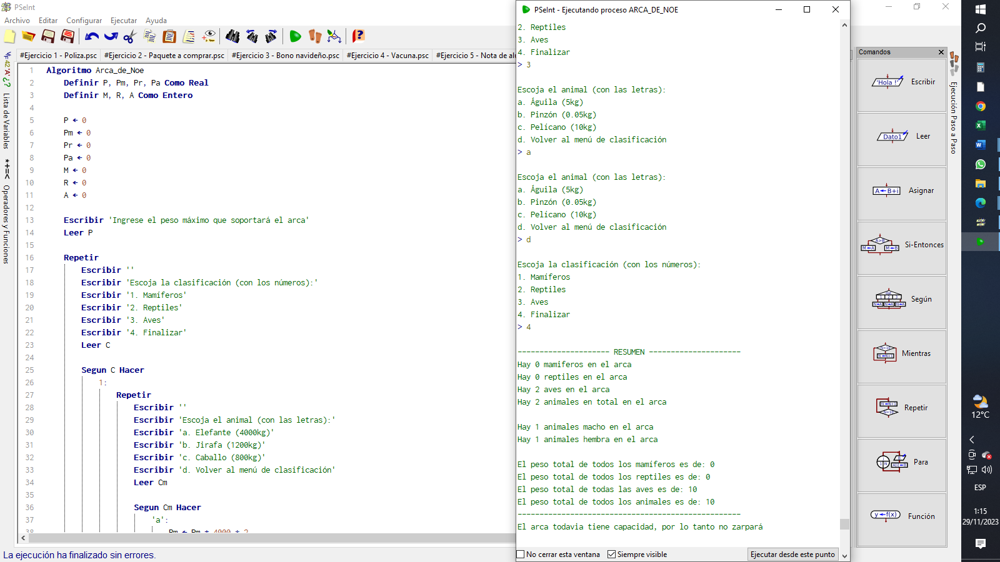 PSeInt
Archivo Editar Configurar Ejecutar Ayuda
#Ejercicio 1 - Poliza.psc #Ejercicio 2 - Paquete a comprar.psc #Ejercicio 3 - Bono navideño.psc #Ejercicio 4 - Vacuna.psc #Ejercicio 5 - Nota de alu
Lista de Variables
*+=< Operadores y Funciones
1 Algoritmo Arca_de_Noe
2 Definir P, Pm, Pr, Pa Como Real
3 Definir M, R, A Como Entero
4
5 P ← 0
6 Pm ← 0
7 Pr ← 0
8 Pa ← 0
9 M ← 0
10 R ← 0
11 A ← 0
12
13 Escribir 'Ingrese el peso máximo que soportará el arca'
14 Leer P
15
16 Repetir
17 Escribir ''
18 Escribir 'Escoja la clasificación (con los números):'
19 Escribir '1. Mamíferos'
20 Escribir '2. Reptiles'
21 Escribir '3. Aves'
22 Escribir '4. Finalizar'
23 Leer C
24
25 Segun C Hacer
26 1:
27 Repetir
28 Escribir ''
29 Escribir 'Escoja el animal (con las letras):'
30 Escribir 'a. Elefante (4000kg)'
31 Escribir 'b. Jirafa (1200kg)'
32 Escribir 'c. Caballo (800kg)'
33 Escribir 'd. Volver al menú de clasificación'
34 Leer Cm
35
36 Segun Cm Hacer
37 'a':
38 Pm ← Pm + 4000 * 2
La ejecución ha finalizado sin errores.
PSeInt - Ejecutando proceso ARCA_DE_NOE
2. Reptiles
3. Aves
4. Finalizar
> 3
Escoja el animal (con las letras):
a. Águila (5kg)
b. Pinzón (0.05kg)
c. Pelícano (10kg)
d. Volver al menú de clasificación
> a
Escoja el animal (con las letras):
a. Águila (5kg)
b. Pinzón (0.05kg)
c. Pelícano (10kg)
d. Volver al menú de clasificación
> d
Escoja la clasificación (con los números):
1. Mamíferos
2. Reptiles
3. Aves
4. Finalizar
> 4
--------------------- RESUMEN ---------------------
Hay 0 mamiferos en el arca
Hay 0 reptiles en el arca
Hay 2 aves en el arca
Hay 2 animales en total en el arca
Hay 1 animales macho en el arca
Hay 1 animales hembra en el arca
El peso total de todos los mamíferos es de: 0
El peso total de todos los reptiles es de: 0
El peso total de todas las aves es de: 10
El peso total de todos los animales es de: 10
---------------------------------------------------
El arca todavia tiene capacidad, por lo tanto no zarpará
No cerrar esta ventana Siempre visible Ejecutar desde este punto
Comandos
'Hola !' Escribir
Dato1 Leer
A←B+i Asignar
A>B M←A M←B Si-Entonces
Según
Mientras
Repetir
Para
y←f(x) Función
Ejecución Paso a Paso
12°C
ESP
1:15
29/11/2023